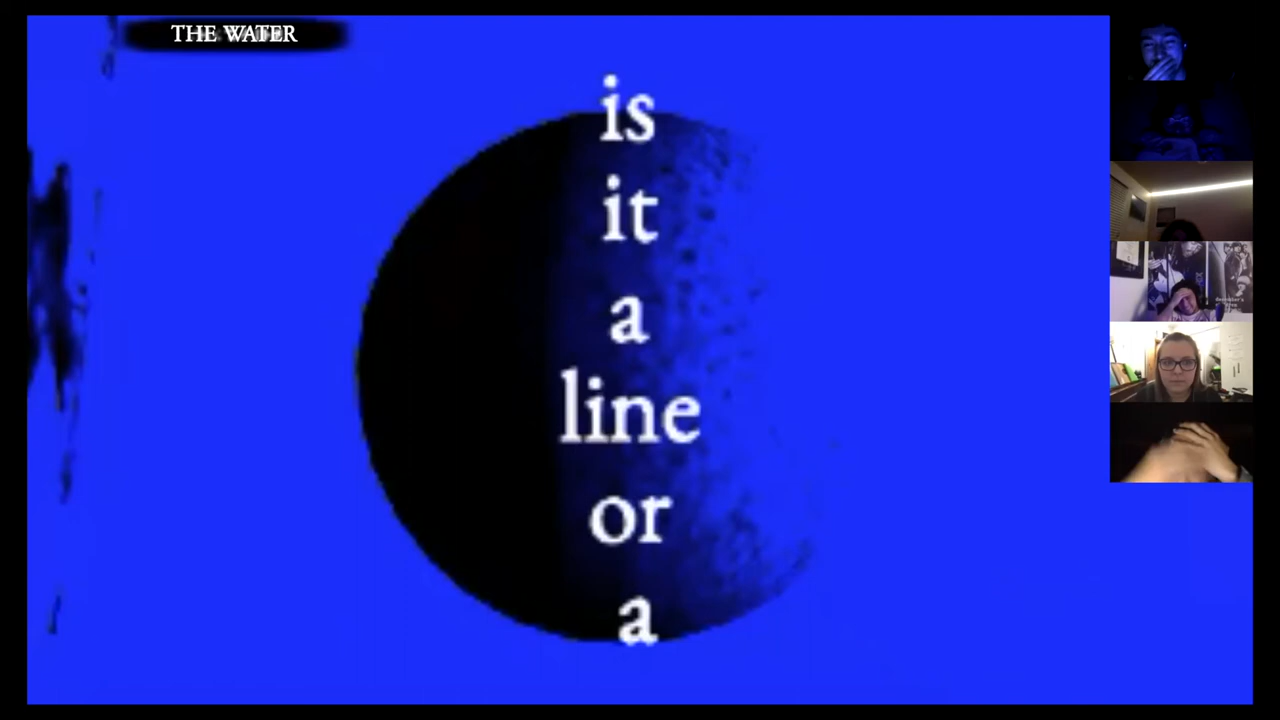 THE WATER
is
it
a
line
or
a